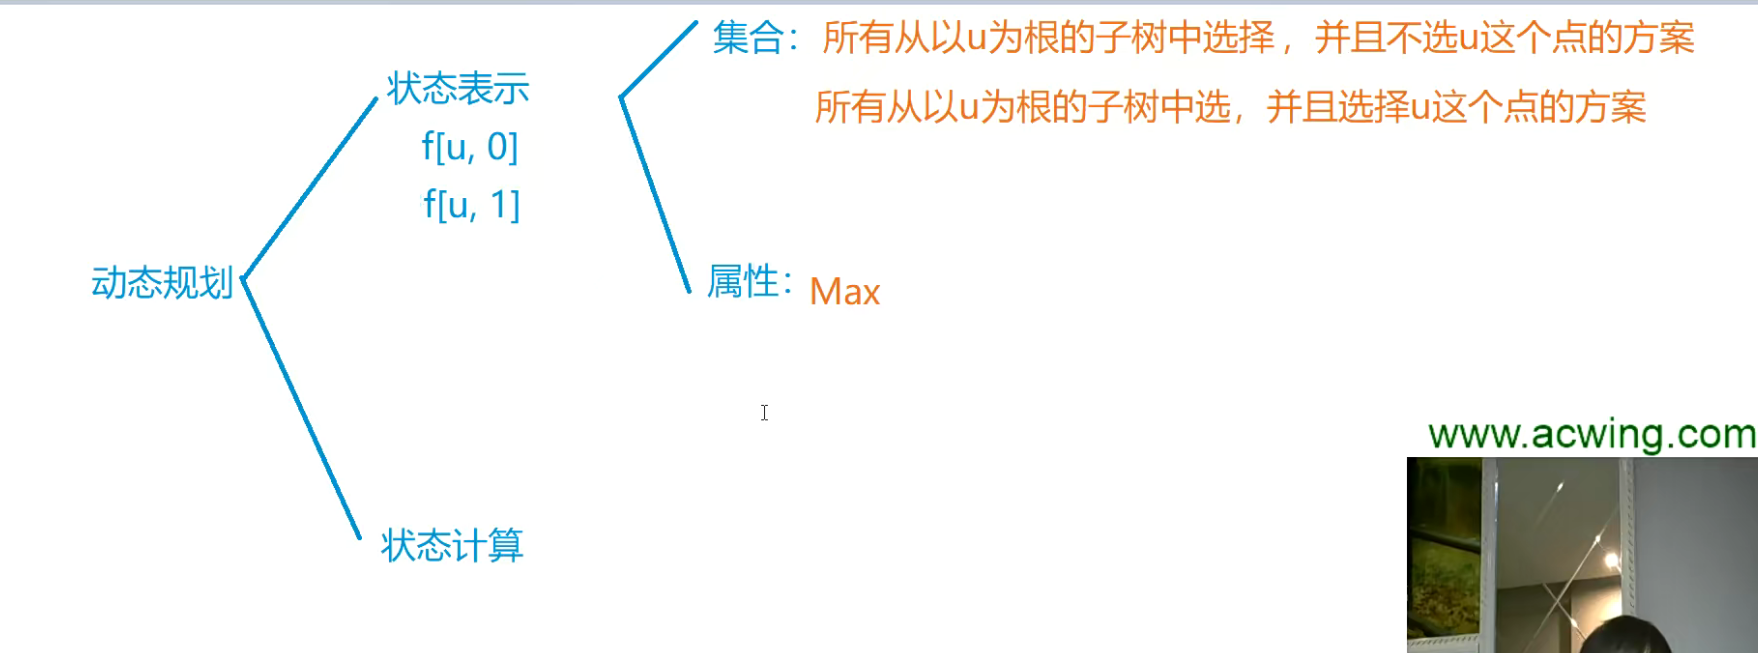 集合：所有从以u为根的子树中选择，并且不选u这个点的方案
状态表示
所有从以u为根的子树中选，并且选择u这个点的方案
f[u, 0]
f[u, 1]
动态规划
属性：Max
状态计算
www.acwing.com